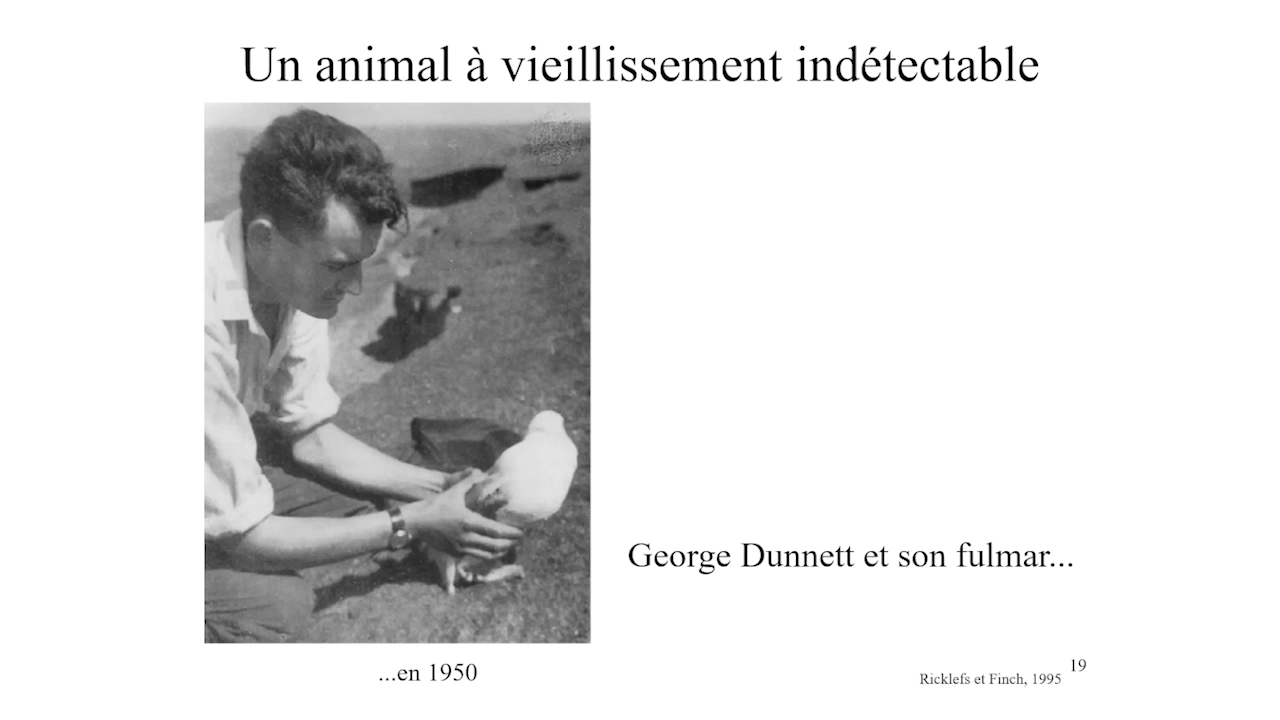 Un animal à vieillissement indétectable
George Dunnett et son fulmar...
...en 1950
Ricklefs et Finch, 1995
19